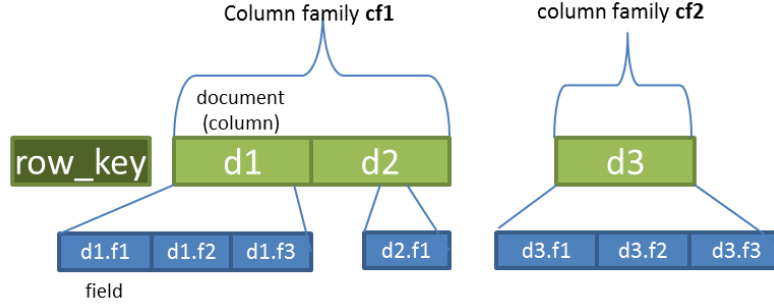 Column family cf1
column family cf2
document
(column)
row_key
d1
d2
d3
d1.f1
d1.f2
d1.f3
d2.f1
d3.f1
d3.f2
d3.f3
field